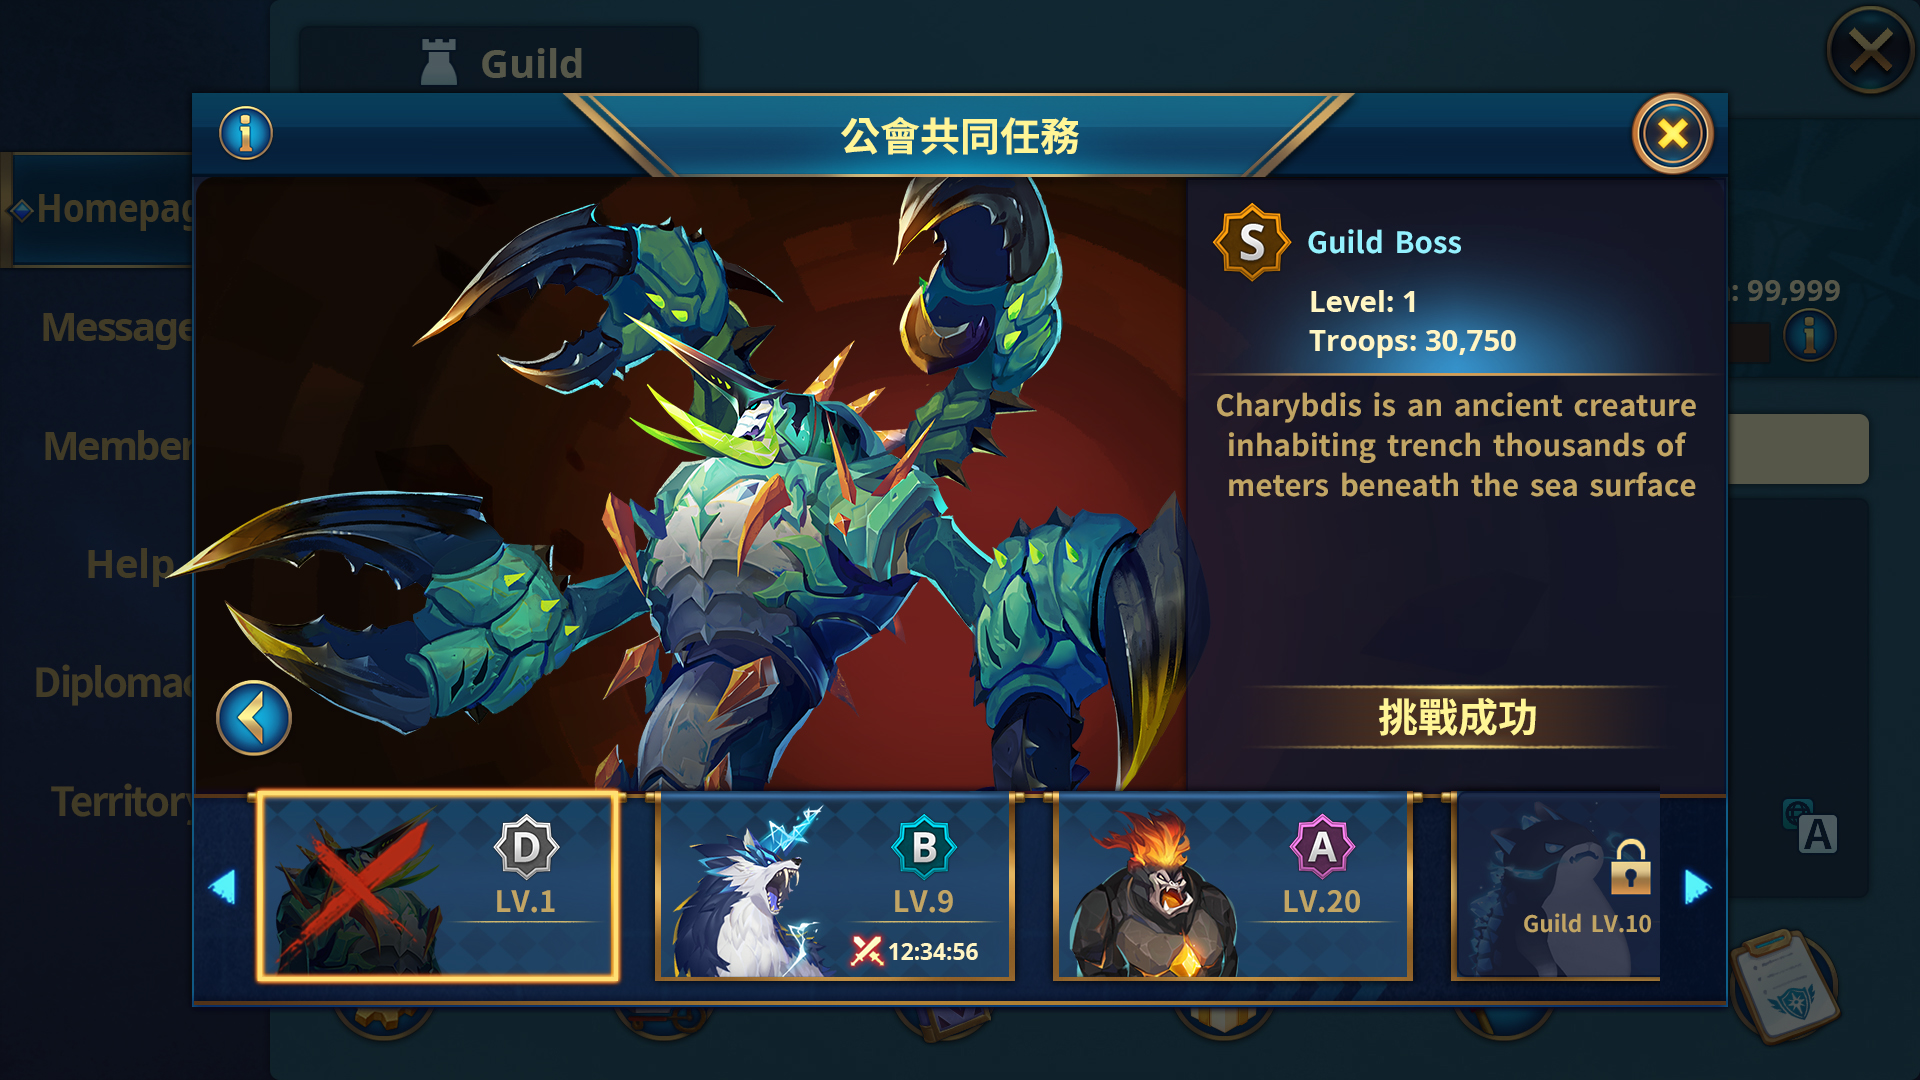 Guild
公會共同任務
Homepag
Message
Member
Help
Diplomac
Territory
: 99,999
S
Guild Boss
Level: 1
Troops: 30,750
Charybdis is an ancient creature
inhabiting trench thousands of
meters beneath the sea surface
挑戰成功
D
LV.1
B
LV.9
12:34:56
A
LV.20
Guild LV.10
A